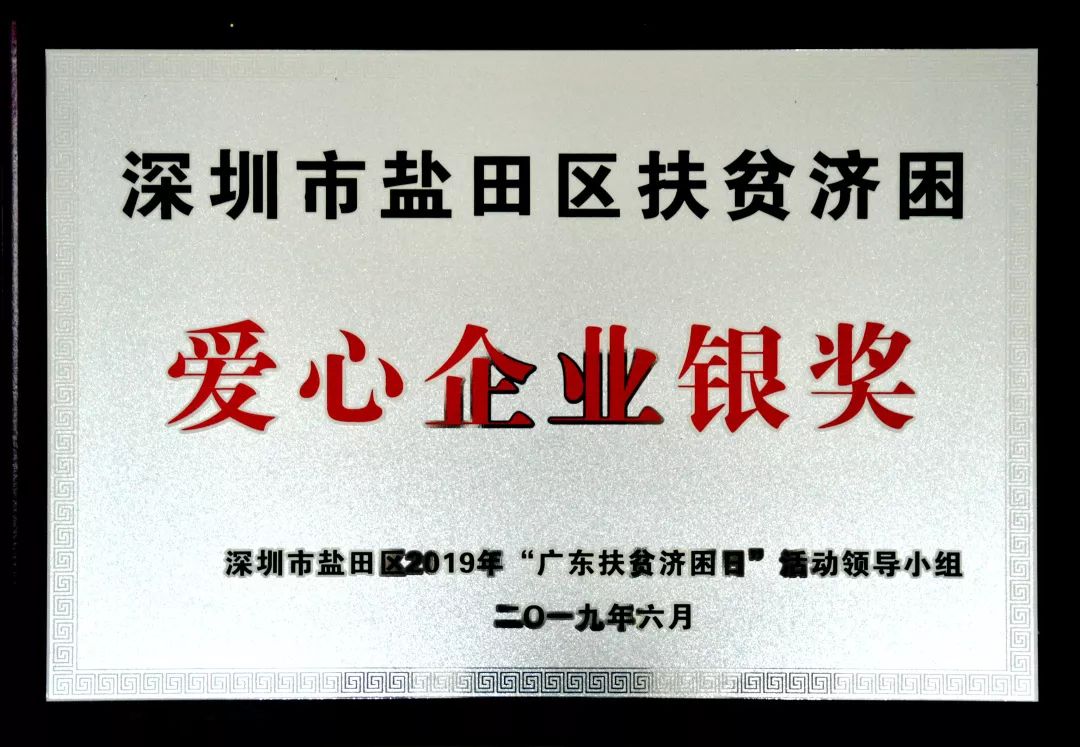 深圳市盐田区扶贫济困
爱心企业银奖
深圳市盐田区2019年“广东扶贫济困日”活动领导小组
二〇一九年六月